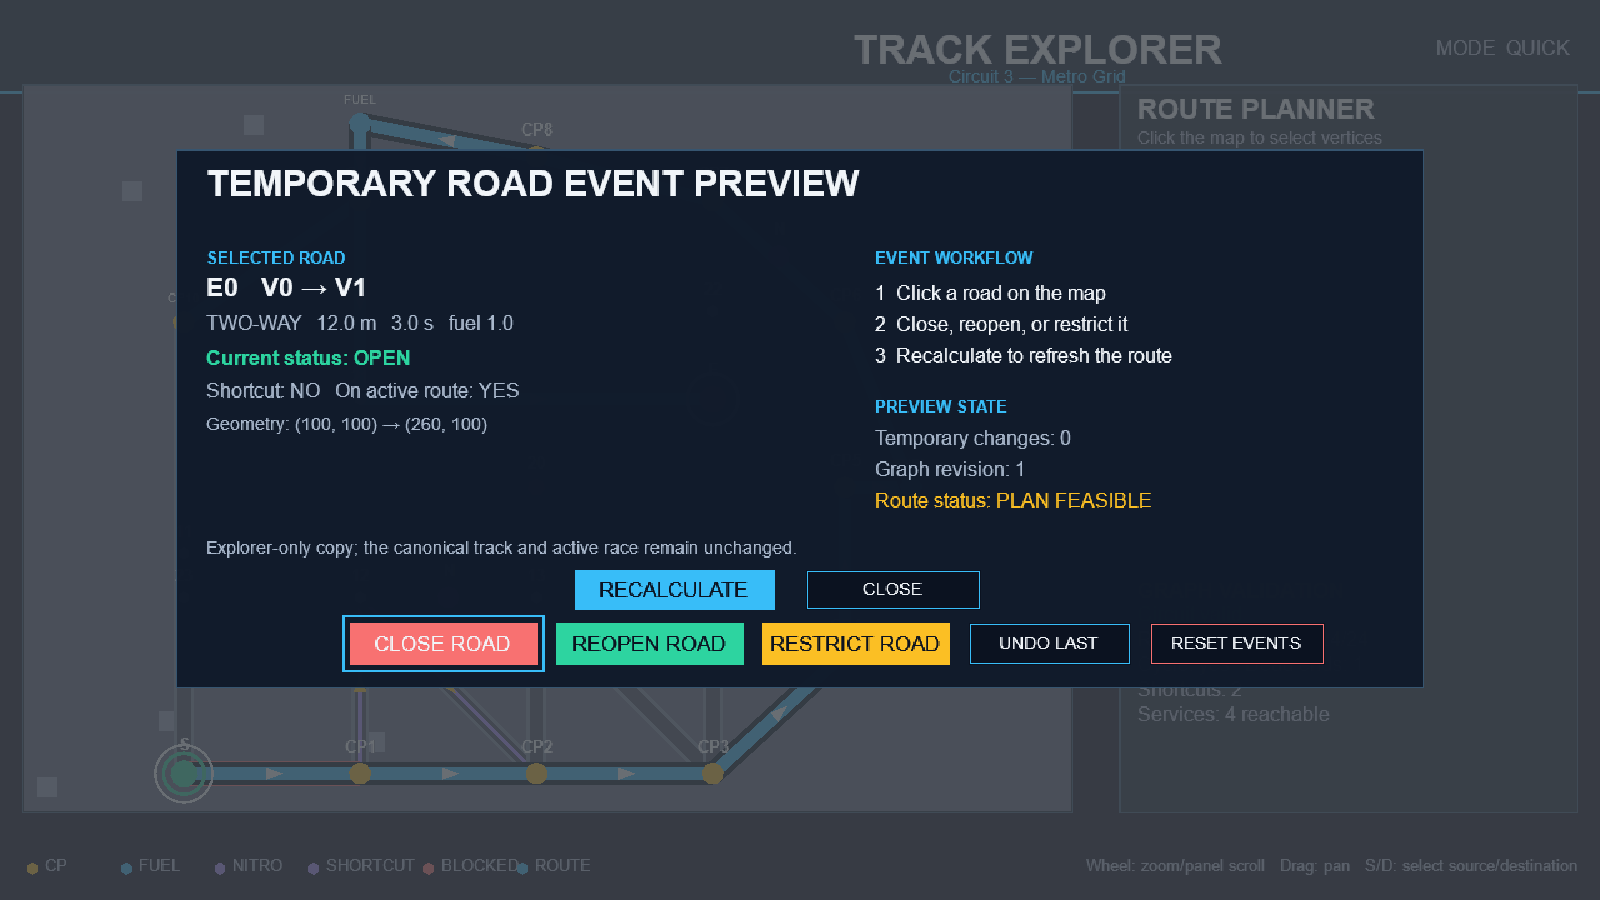 TRACK EXPLORER
MODE QUICK
Circuit 3 — Metro Grid
FUEL
CP8
ROUTE PLANNER
Click the map to select vertices
TEMPORARY ROAD EVENT PREVIEW
SELECTED ROAD
E0 V0 → V1
TWO-WAY 12.0 m 3.0 s fuel 1.0
Current status: OPEN
Shortcut: NO On active route: YES
Geometry: (100, 100) → (260, 100)
EVENT WORKFLOW
1 Click a road on the map
2 Close, reopen, or restrict it
3 Recalculate to refresh the route
PREVIEW STATE
Temporary changes: 0
Graph revision: 1
Route status: PLAN FEASIBLE
Explorer-only copy; the canonical track and active race remain unchanged.
RECALCULATE
CLOSE
CLOSE ROAD
REOPEN ROAD
RESTRICT ROAD
UNDO LAST
RESET EVENTS
Shortcuts: 2
Services: 4 reachable
S
CP1
CP2
CP3
CP
FUEL
NITRO
SHORTCUT
BLOCKED
ROUTE
Wheel: zoom/panel scroll Drag: pan S/D: select source/destination